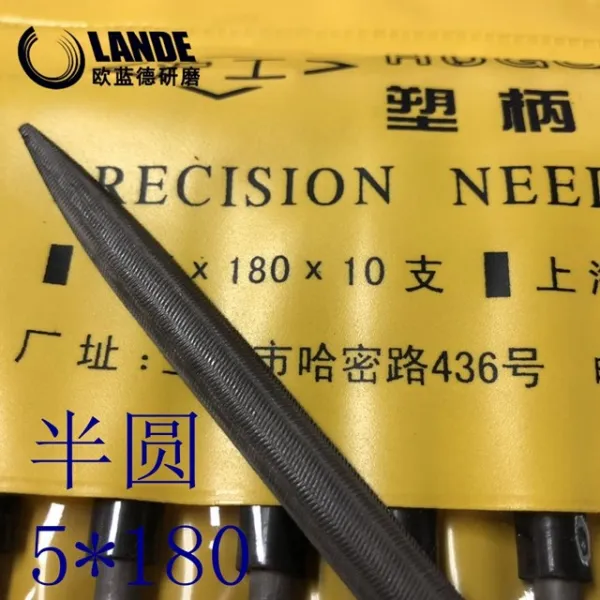 LANDE
欧蓝德研磨
塑柄
RECISION NEED
× 180 × 10 支 上
厂址: 市哈密路436号
半圆
5*180